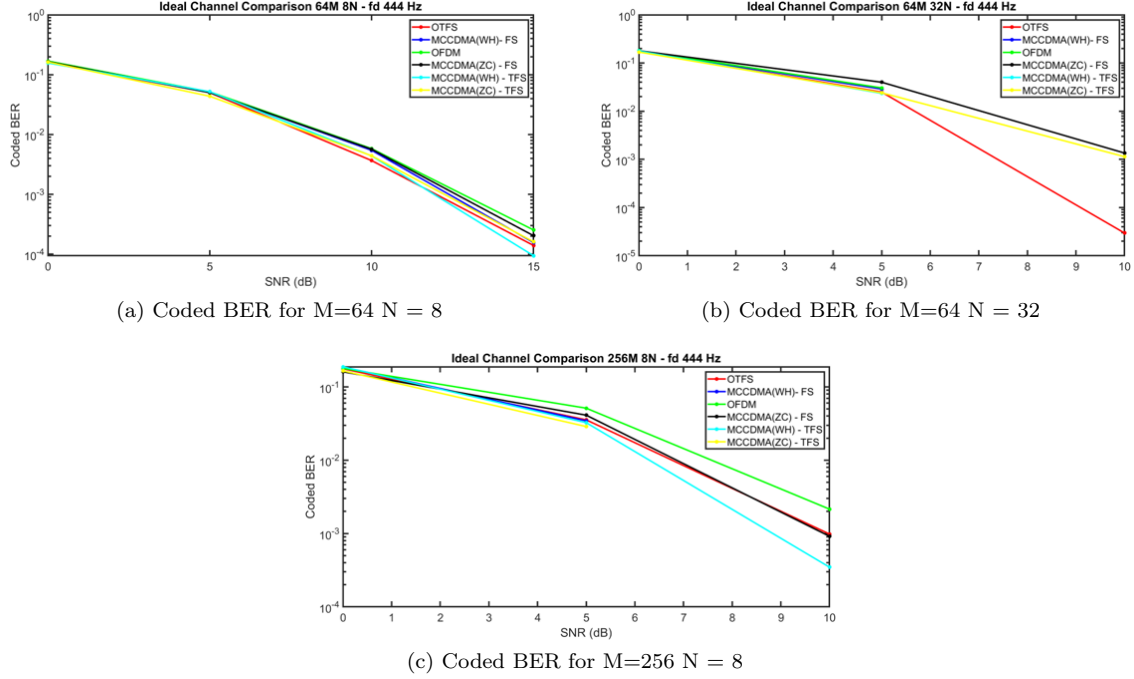 Ideal Channel Comparison 64M 8N - fd 444 Hz
10^0
10^-1
10^-2
10^-3
10^-4
Coded BER
0 5 10 15
SNR (dB)
OTFS
MCCDMA(WH)- FS
OFDM
MCCDMA(ZC) - FS
MCCDMA(WH) - TFS
MCCDMA(ZC) - TFS
(a) Coded BER for M=64 N = 8
Ideal Channel Comparison 64M 32N - fd 444 Hz
10^0
10^-1
10^-2
10^-3
10^-4
10^-5
Coded BER
0 1 2 3 4 5 6 7 8 9 10
SNR (dB)
OTFS
MCCDMA(WH)- FS
OFDM
MCCDMA(ZC) - FS
MCCDMA(WH) - TFS
MCCDMA(ZC) - TFS
(b) Coded BER for M=64 N = 32
Ideal Channel Comparison 256M 8N - fd 444 Hz
10^-1
10^-2
10^-3
10^-4
Coded BER
0 1 2 3 4 5 6 7 8 9 10
SNR (dB)
OTFS
MCCDMA(WH)- FS
OFDM
MCCDMA(ZC) - FS
MCCDMA(WH) - TFS
MCCDMA(ZC) - TFS
(c) Coded BER for M=256 N = 8